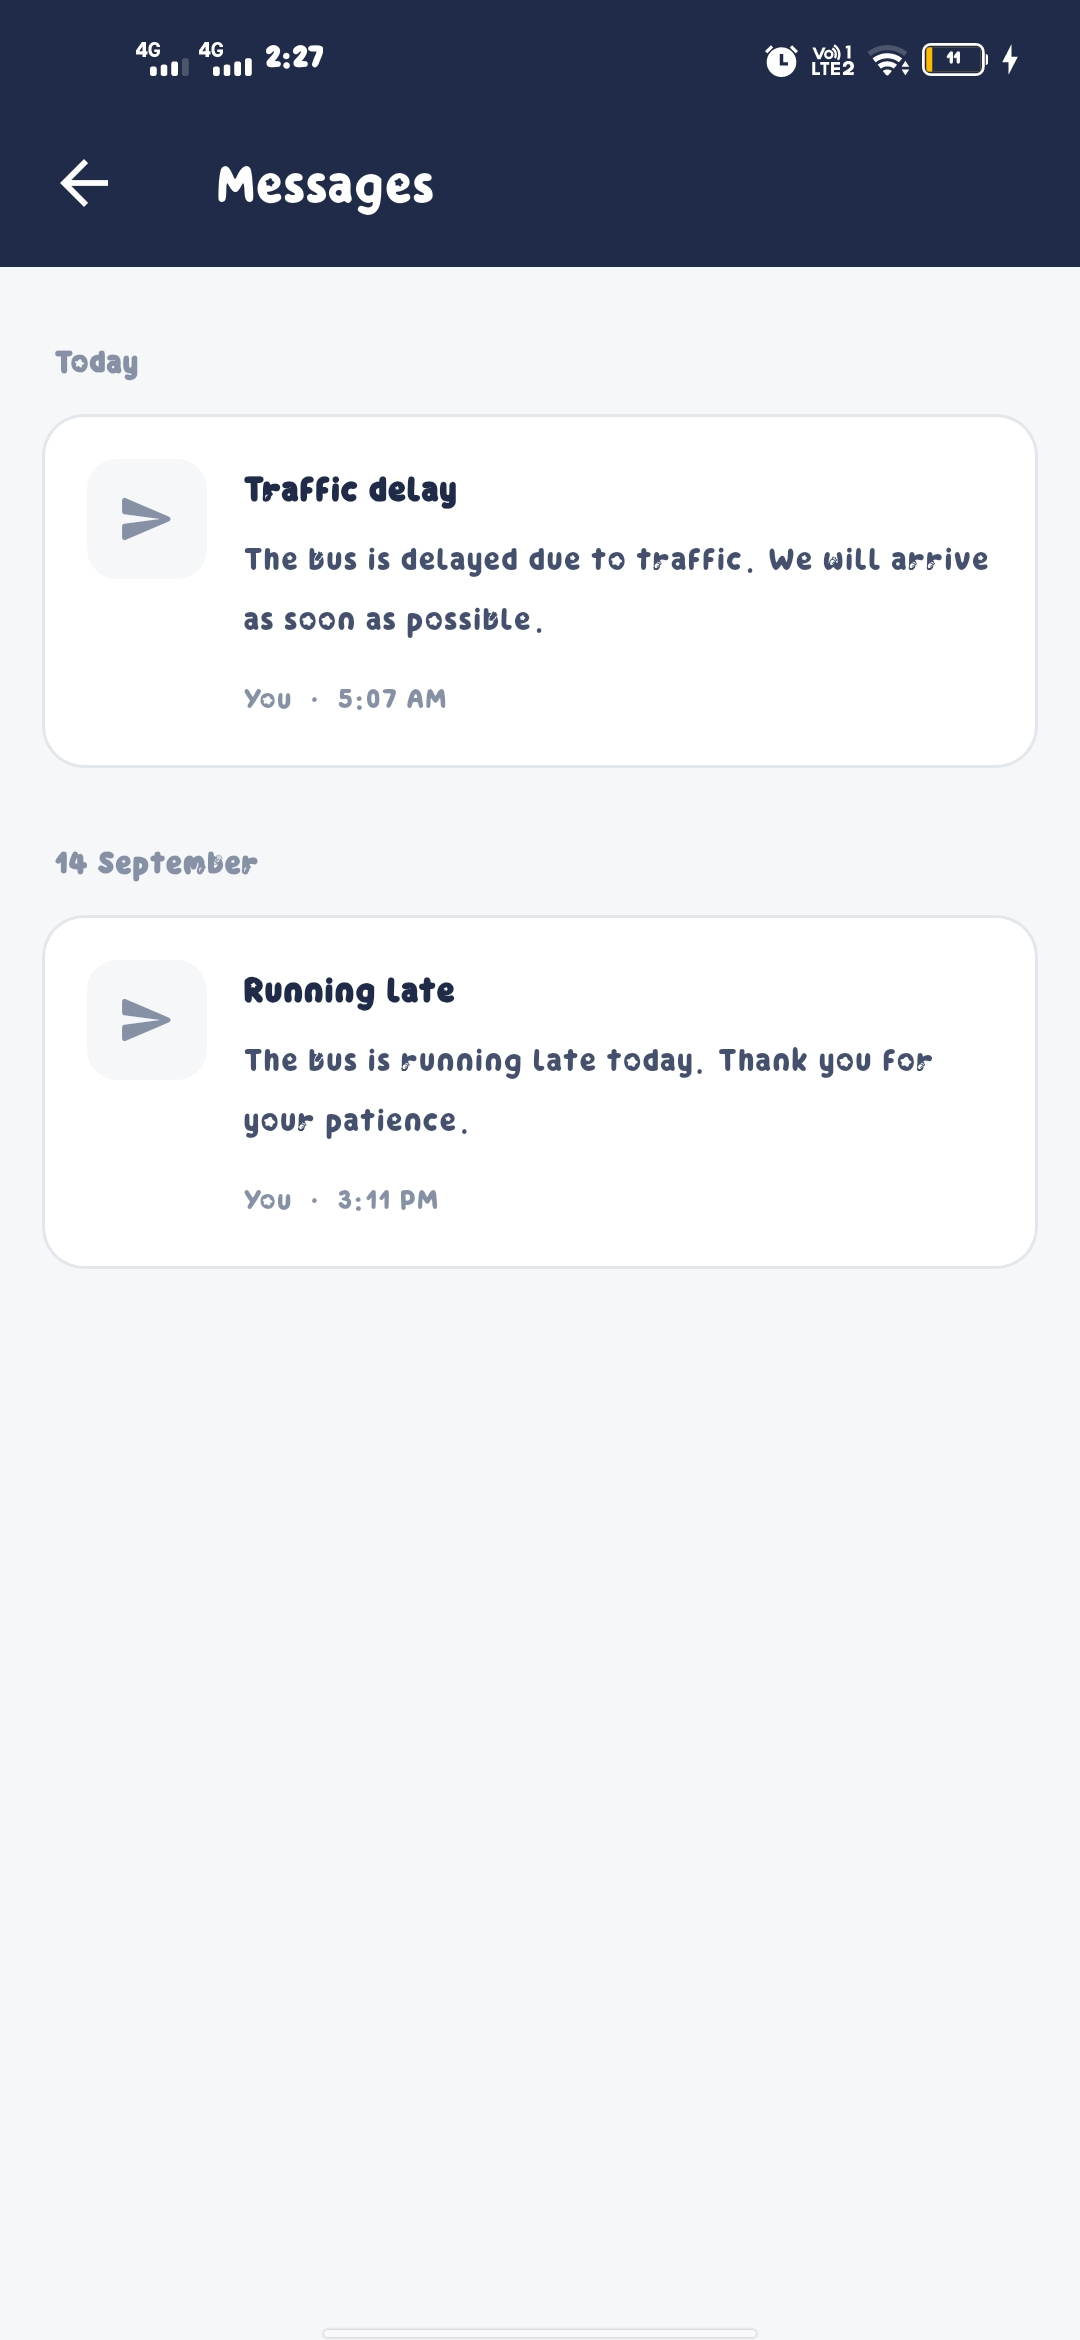 4G 4G 2:27 Vo)) 1 LTE2 11
Messages
Today
Traffic delay
The bus is delayed due to traffic. We will arrive
as soon as possible.
You · 5:07 AM
14 September
Running late
The bus is running late today. Thank you for
your patience.
You · 3:11 PM